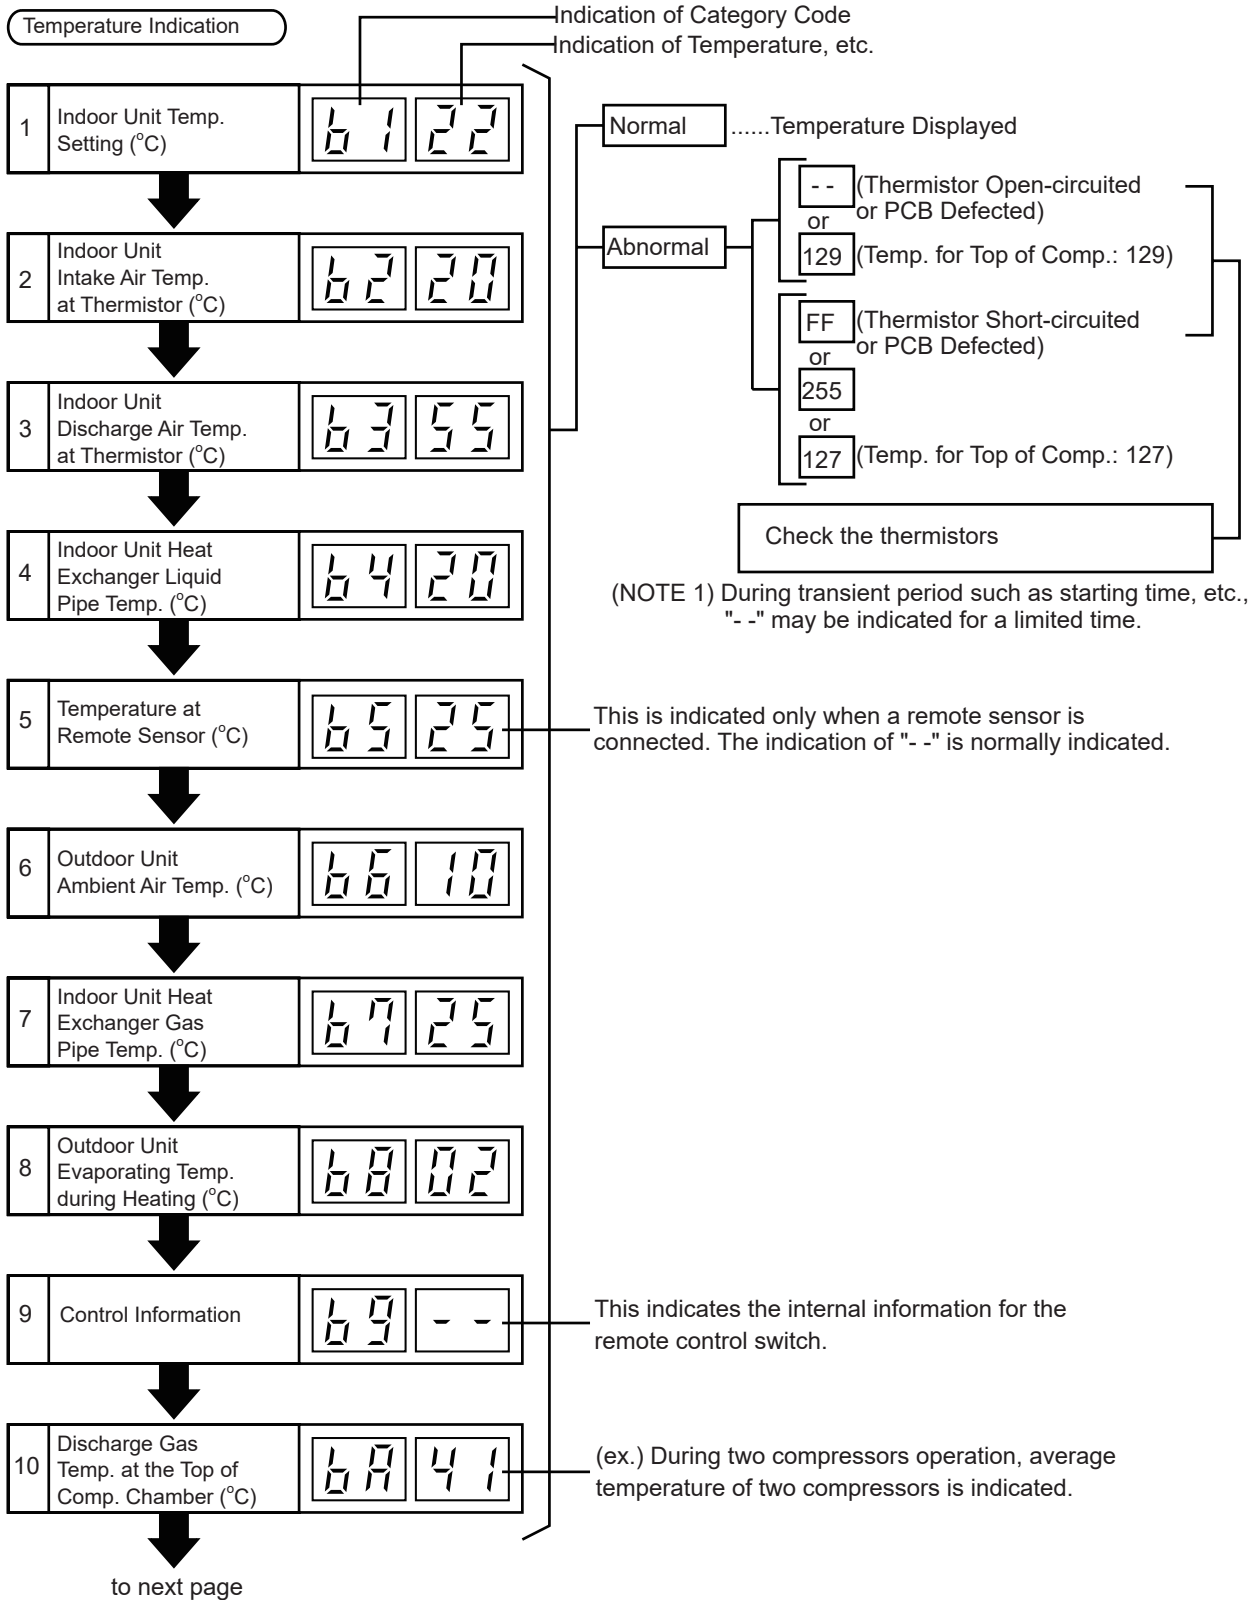 Temperature Indication
Indication of Category Code
Indication of Temperature, etc.
1
Indoor Unit Temp.
Setting (°C)
b1 22
2
Indoor Unit
Intake Air Temp.
at Thermistor (°C)
b2 20
3
Indoor Unit
Discharge Air Temp.
at Thermistor (°C)
b3 55
4
Indoor Unit Heat
Exchanger Liquid
Pipe Temp. (°C)
b4 20
5
Temperature at
Remote Sensor (°C)
b5 25
6
Outdoor Unit
Ambient Air Temp. (°C)
b6 10
7
Indoor Unit Heat
Exchanger Gas
Pipe Temp. (°C)
b7 25
8
Outdoor Unit
Evaporating Temp.
during Heating (°C)
b8 02
9
Control Information
b9 - -
10
Discharge Gas
Temp. at the Top of
Comp. Chamber (°C)
bA 41
to next page
Normal ......Temperature Displayed
Abnormal
- - (Thermistor Open-circuited
or PCB Defected)
or
129 (Temp. for Top of Comp.: 129)
FF (Thermistor Short-circuited
or PCB Defected)
or
255
or
127 (Temp. for Top of Comp.: 127)
Check the thermistors
(NOTE 1) During transient period such as starting time, etc.,
"- -" may be indicated for a limited time.
This is indicated only when a remote sensor is
connected. The indication of "- -" is normally indicated.
This indicates the internal information for the
remote control switch.
(ex.) During two compressors operation, average
temperature of two compressors is indicated.